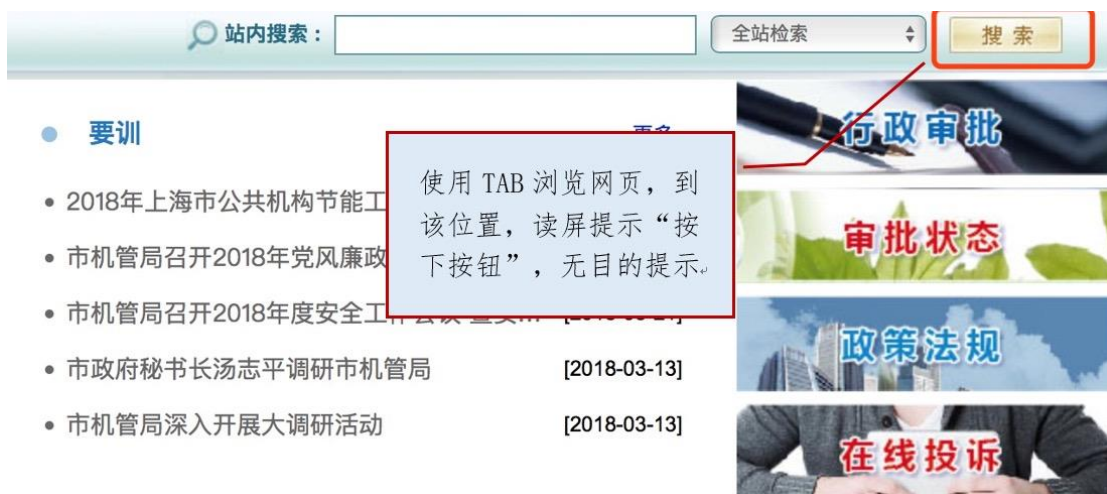 站内搜索： 全站检索 搜 索
要训
使用 TAB 浏览网页，到
该位置，读屏提示“按
下按钮”，无目的提示
2018年上海市公共机构节能工
市机管局召开2018年党风廉政
市机管局召开2018年度安全工
市政府秘书长汤志平调研市机管局 [2018-03-13]
市机管局深入开展大调研活动 [2018-03-13]
行政审批
审批状态
政策法规
在线投诉